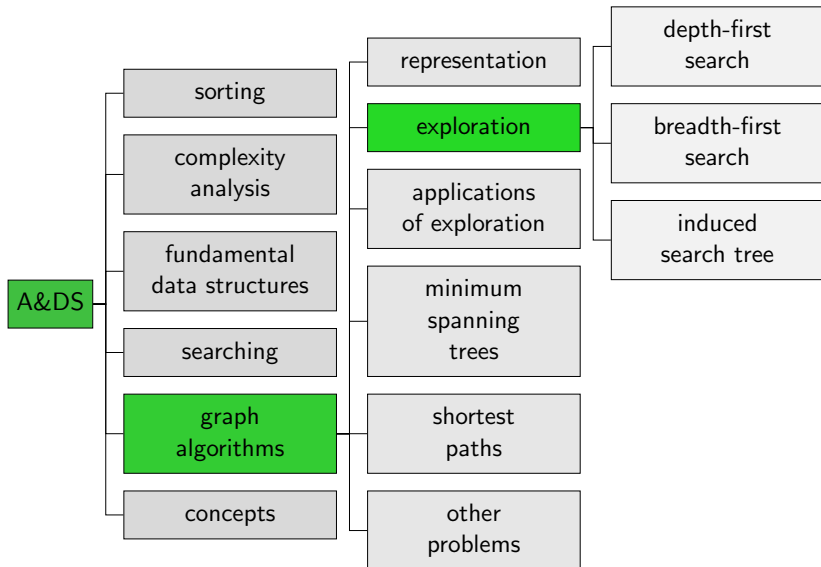 A&DS
sorting
complexity
analysis
fundamental
data structures
searching
graph
algorithms
concepts
representation
exploration
applications
of exploration
minimum
spanning
trees
shortest
paths
other
problems
depth-first
search
breadth-first
search
induced
search tree